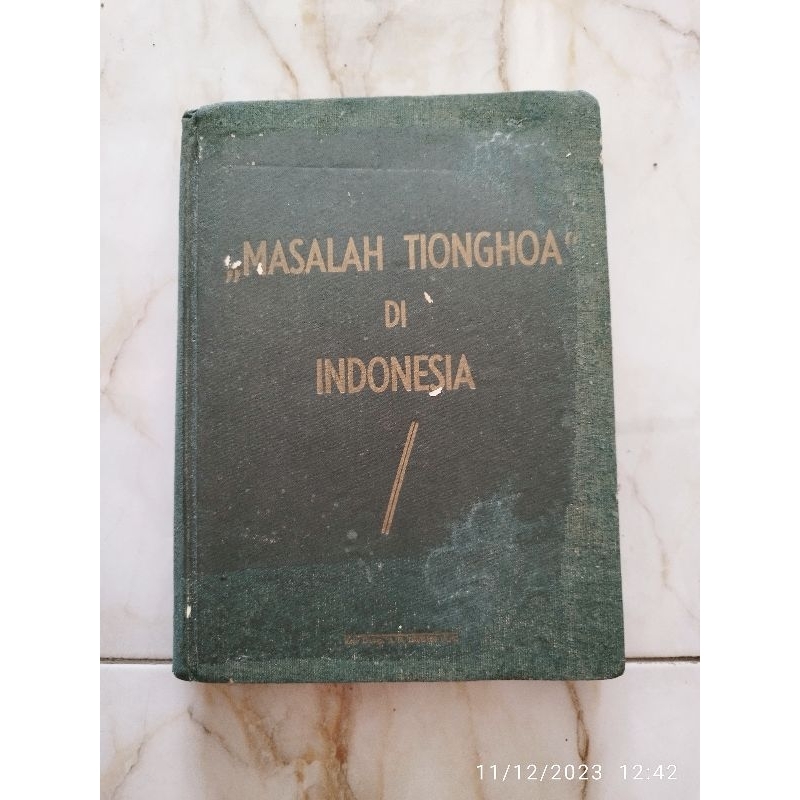 „MASALAH TIONGHOA“
DI
INDONESIA
11/12/2023 12:42